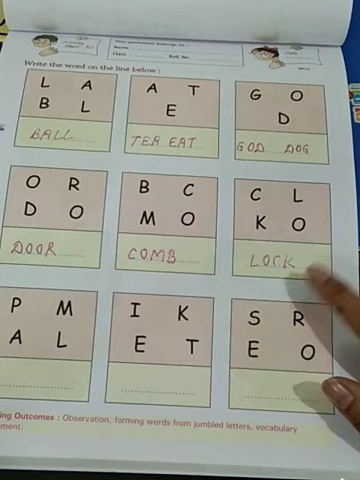 This worksheet belongs to :
Name
Class Roll No.
Write the word on the line below :
L A
B L
BALL
A T
E
TEA EAT
G O
D
GOD DOG
O R
D O
DOOR
B C
M O
COMB
C L
K O
LOCK
P M
A L
I K
E T
S R
E O
ing Outcomes : Observation, forming words from jumbled letters, vocabulary
ment.